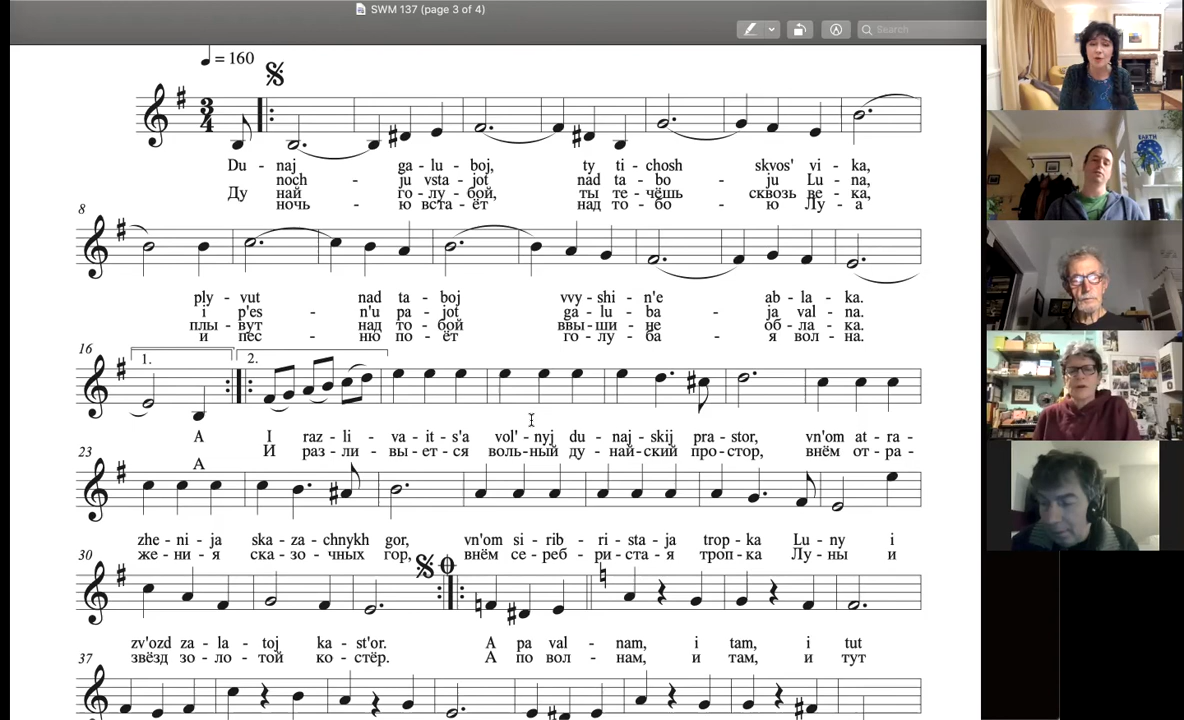 SWM 137 (page 3 of 4)
Search
= 160
3
4
Du - naj ga - lu - boj, ty ti - chosh skvos' vi - ka,
noch - ju vsta - jot nad ta - bo - ju Lu - na,
Ду - най го - лу - бой, ты те - чёшь сквозь ве - ка,
ночь - ю вста - ёт над то - бо - ю Лу - а
8
ply - vut nad ta - boj vvy - shi - n'e ab - la - ka.
i p'es - n'u pa - jot ga - lu - ba - ja val - na.
плы - вут над то - бой ввы - ши - не об - ла - ка.
и пес - ню по - ёт го - лу - ба - я вол - на.
16
1. 2.
A I raz - li - va - it - s'a vol' - nyj du - naj - skij pra - stor, vn'om at - ra -
И раз - ли - вы - ет - ся воль - ный ду - най - ский про - стор, внём от - ра -
А
23
zhe - ni - ja ska - za - chnykh gor, vn'om si - rib - ri - sta - ja trop - ka Lu - ny i
же - ни - я ска - зо - чных гор, внём се - реб - ри - ста - я троп - ка Лу - ны и
30
zv'ozd za - la - toj ka - st'or. A pa val - nam, i tam, i tut
звёзд зо - ло - той ко - стёр. А по вол - нам, и там, и тут
37
EARTH